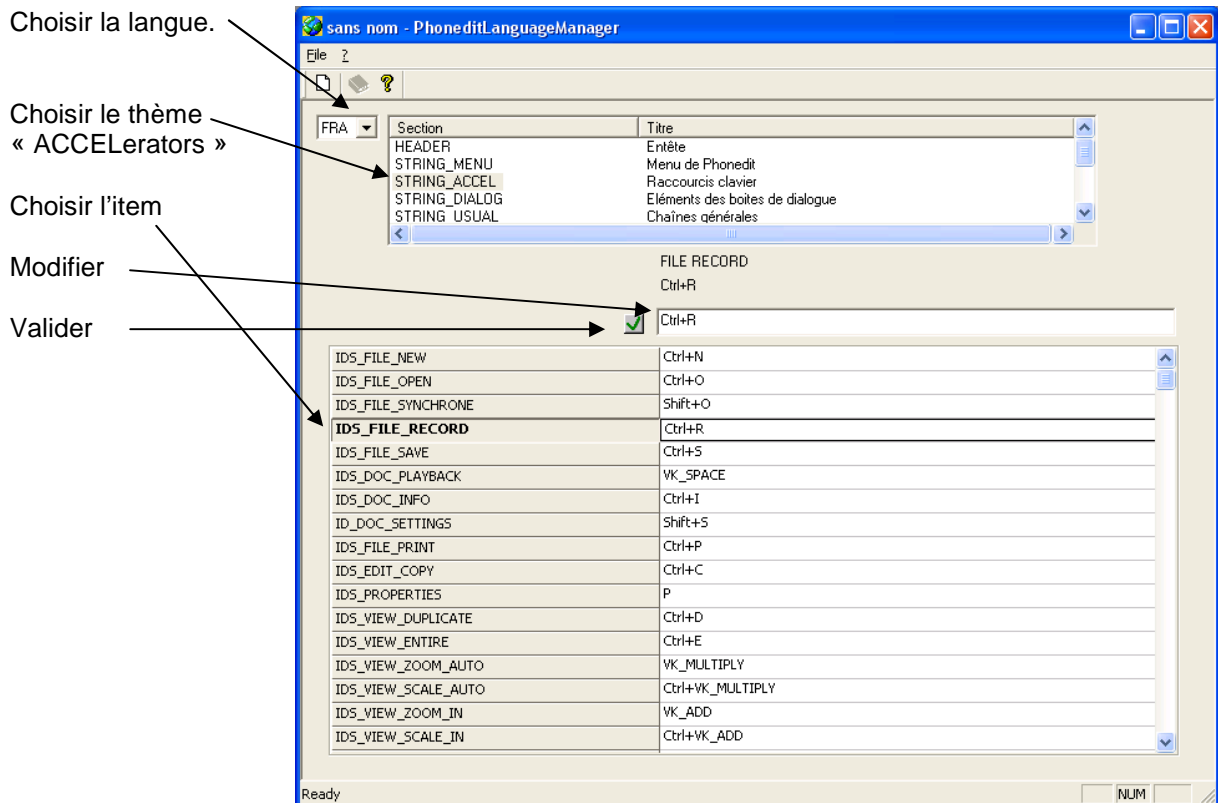 Choisir la langue.
Choisir le thème
« ACCELerators »
Choisir l'item
Modifier
Valider
sans nom - PhoneditLanguageManager
File ?
FRA
Section Titre
HEADER Entête
STRING_MENU Menu de Phonedit
STRING_ACCEL Raccourcis clavier
STRING_DIALOG Eléments des boites de dialogue
STRING_USUAL Chaînes générales
FILE RECORD
Ctrl+R
Ctrl+R
IDS_FILE_NEW Ctrl+N
IDS_FILE_OPEN Ctrl+O
IDS_FILE_SYNCHRONE Shift+O
IDS_FILE_RECORD Ctrl+R
IDS_FILE_SAVE Ctrl+S
IDS_DOC_PLAYBACK VK_SPACE
IDS_DOC_INFO Ctrl+I
ID_DOC_SETTINGS Shift+S
IDS_FILE_PRINT Ctrl+P
IDS_EDIT_COPY Ctrl+C
IDS_PROPERTIES P
IDS_VIEW_DUPLICATE Ctrl+D
IDS_VIEW_ENTIRE Ctrl+E
IDS_VIEW_ZOOM_AUTO VK_MULTIPLY
IDS_VIEW_SCALE_AUTO Ctrl+VK_MULTIPLY
IDS_VIEW_ZOOM_IN VK_ADD
IDS_VIEW_SCALE_IN Ctrl+VK_ADD
Ready NUM